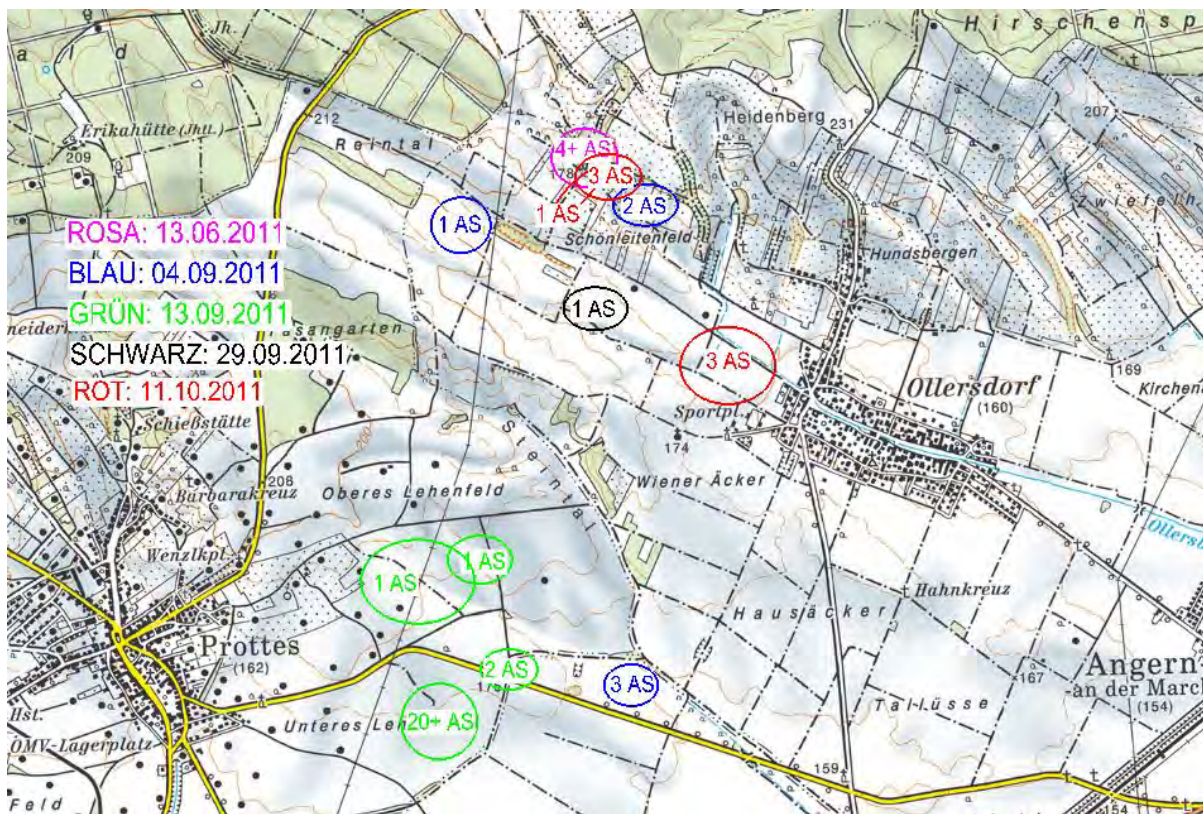 Hirschensp
a l d
Jh.
212
Erikahütte (Jhtt.)
209
Reintal
Heidenberg
231
207
4+ AS
178
3 AS
1 AS
2 AS
1 AS
Schönleitenfeld
Zwiefelh
Hundsbergen
ROSA: 13.06.2011
BLAU: 04.09.2011
GRÜN: 13.09.2011
SCHWARZ: 29.09.2011
ROT: 11.10.2011
1 AS
3 AS
169
Ollersdorf
(160)
Sportpl.
174
Schießstätte
200
Steintal
Wiener Äcker
208
Barbarakreuz
Oberes Lehenfeld
Wenzlkpl.
1 AS
1 AS
Hahnkreuz
Hausäcker
Prottes
(162)
2 AS
3 AS
167
Angern
an der March
(154)
Tallüsse
Hst.
Unteres Leh
20+ AS
OMV-Lagerplatz
159
Feld
154